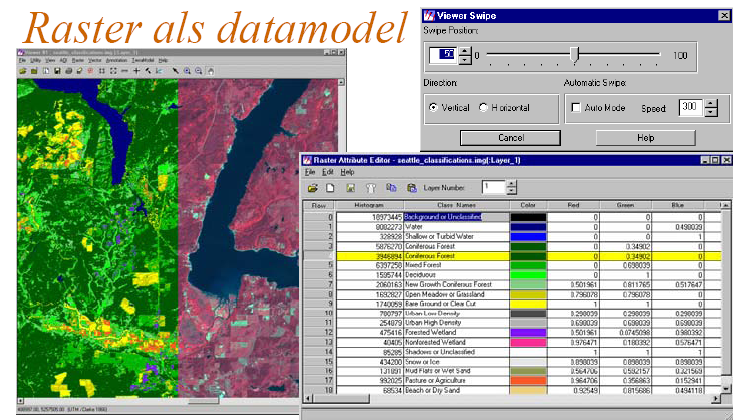 Raster als datamodel
Viewer #1 : seattle_classifications.img (:Layer_1)
File Utility View AOI Raster Vector Annotation TerraModel Help
(UTM / Clarke 1866)
Viewer Swipe
Swipe Position:
50 0 100
Direction: Automatic Swipe:
Vertical Horizontal Auto Mode Speed: 300
Cancel Help
Raster Attribute Editor - seattle_classifications.img(:Layer_1)
File Edit Help
Layer Number: 1
Row Histogram Class_Names Color Red Green Blue
0 18973445 Background or Unclassified 0 0 0
1 8082273 Water 0 0 0.498039
2 328928 Shallow or Turbid Water 0 0 1
3 5876270 Coniferous Forest 0 0.34902 0
4 3946894 Coniferous Forest 0 0.34902 0
5 6397258 Mixed Forest 0 0.698039 0
6 1595744 Deciduous 0 1 0
7 2060163 New Growth Coniferous Forest 0.501961 0.811765 0.517647
8 1692827 Open Meadow or Grassland 0.796078 0.796078 0
9 1740059 Bare Ground or Clear Cut 1 1 0
10 700797 Urban Low Density 0.298039 0.298039 0.298039
11 254879 Urban High Density 0.698039 0.698039 0.698039
12 475416 Forested Wetland 0.501961 0.0745098 0.980392
13 40405 Nonforested Wetland 0.976471 0.180392 0.576471
14 85285 Shadows or Unclassified 1 1 1
15 434200 Snow or Ice 0.898039 0.898039 0.898039
16 131891 Mud Flats or Wet Sand 0.564706 0.592157 0.321569
17 992025 Pasture or Agriculture 0.964706 0.356863 0.152941
18 68534 Beach or Dry Sand 0.92549 0.815686 0.494118